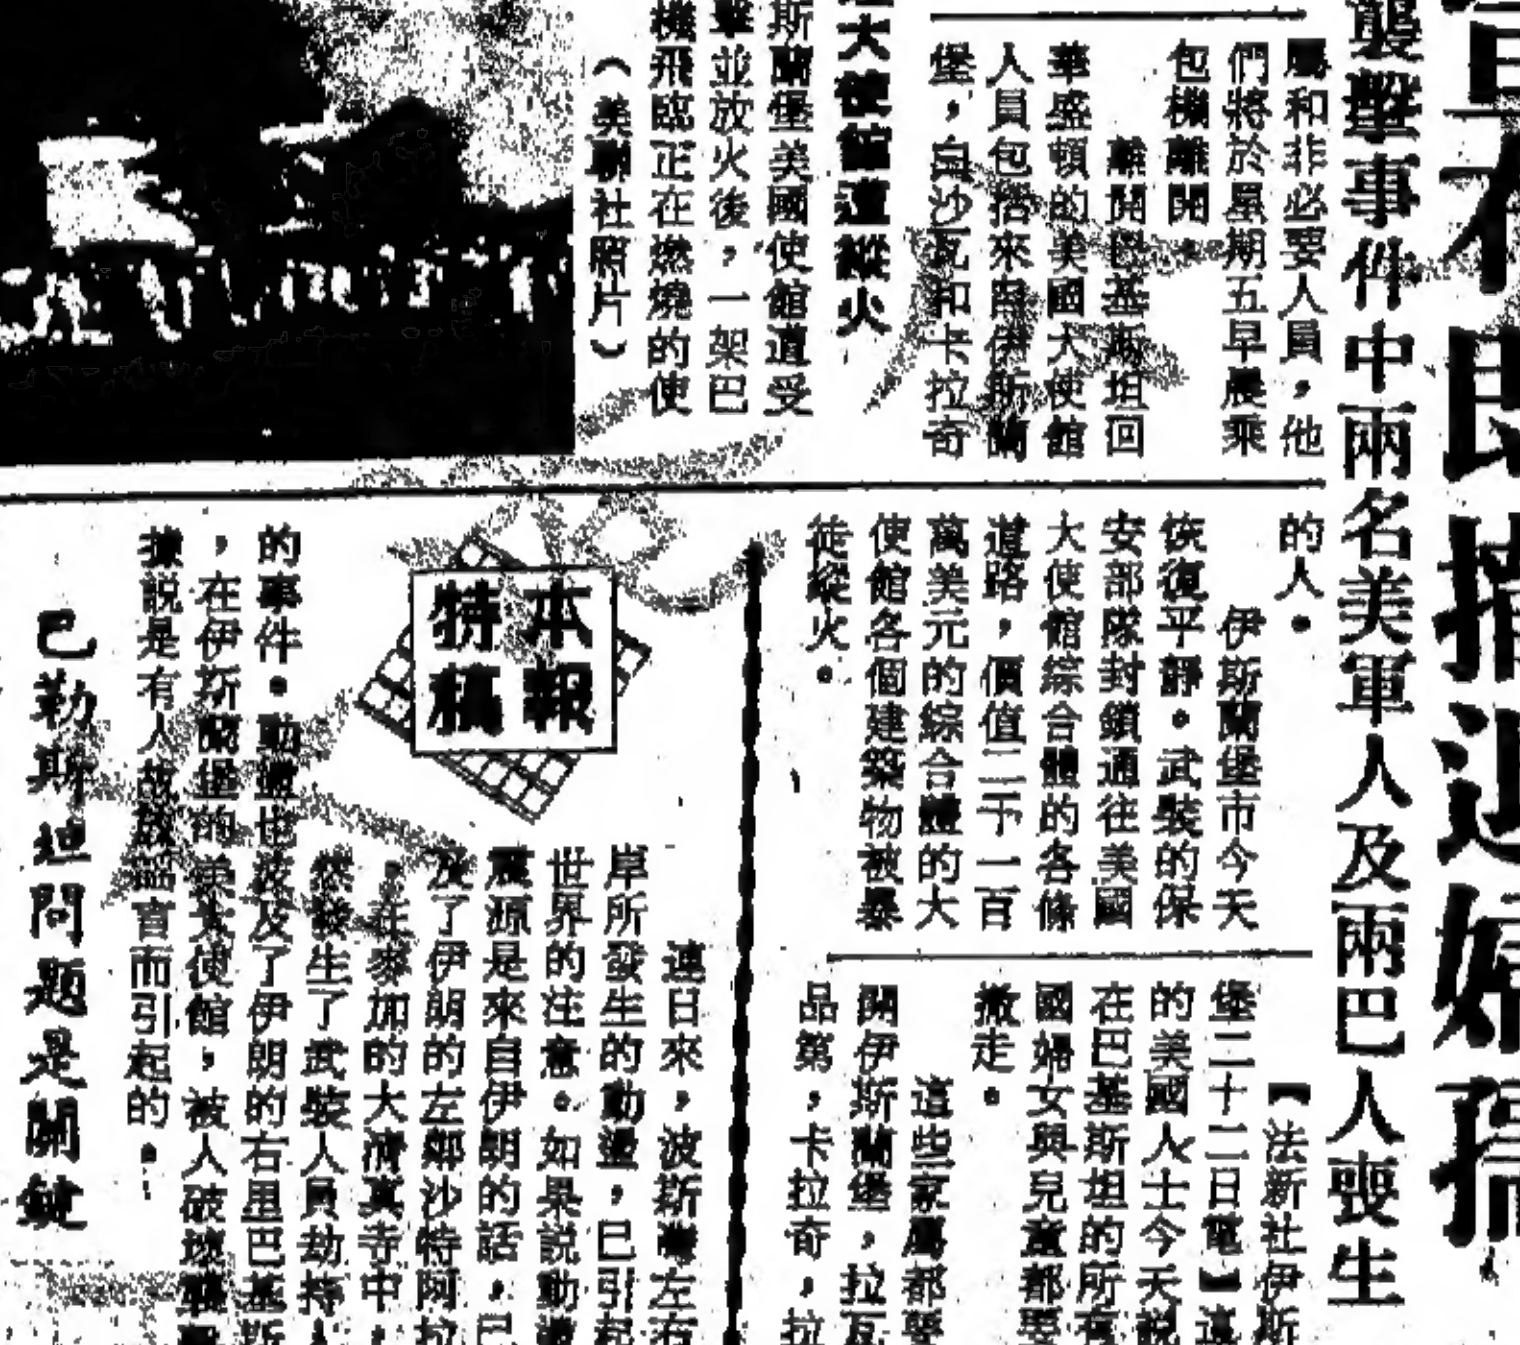 襲擊事件中兩名美軍人及兩巴人喪生
屬和非必要人員，他
們將於星期五早晨乘
包機離開。
離開巴基斯坦回
華盛頓的美國大使館
人員包括來自伊斯蘭
堡，白沙瓦和卡拉奇
大使館遭縱火
斯蘭堡美國使館遭受
擊並放火後，一架巴
機飛臨正在燃燒的使
（美聯社照片）
的人。
伊斯蘭堡市今天
恢復平靜。武裝的保
安部隊封鎖通往美國
大使館綜合體的各條
道路，價值二千一百
萬美元的綜合體的大
使館各個建築物被暴
徒縱火。
【法新社伊斯
堡二十二日電】這
的美國人士今天說
在巴基斯坦的所有
國婦女與兒童都要
撤走。
這些家屬都
開伊斯蘭堡，拉瓦
品第，卡拉奇，拉
本報
特稿
連日來，波斯灣左右
岸所發生的動盪，已引起
世界的注意。如果説動
震源是來自伊朗的話，已
及了伊朗的左鄰沙特阿拉
，在麥加的大清真寺中，
發生了武裝人員劫持人
的事件。動盪也波及了伊朗的右里巴基斯
，在伊斯蘭堡的美大使館，被人破壞
據説是有人故放謠言而引起的。
巴勒斯坦問題是關鍵